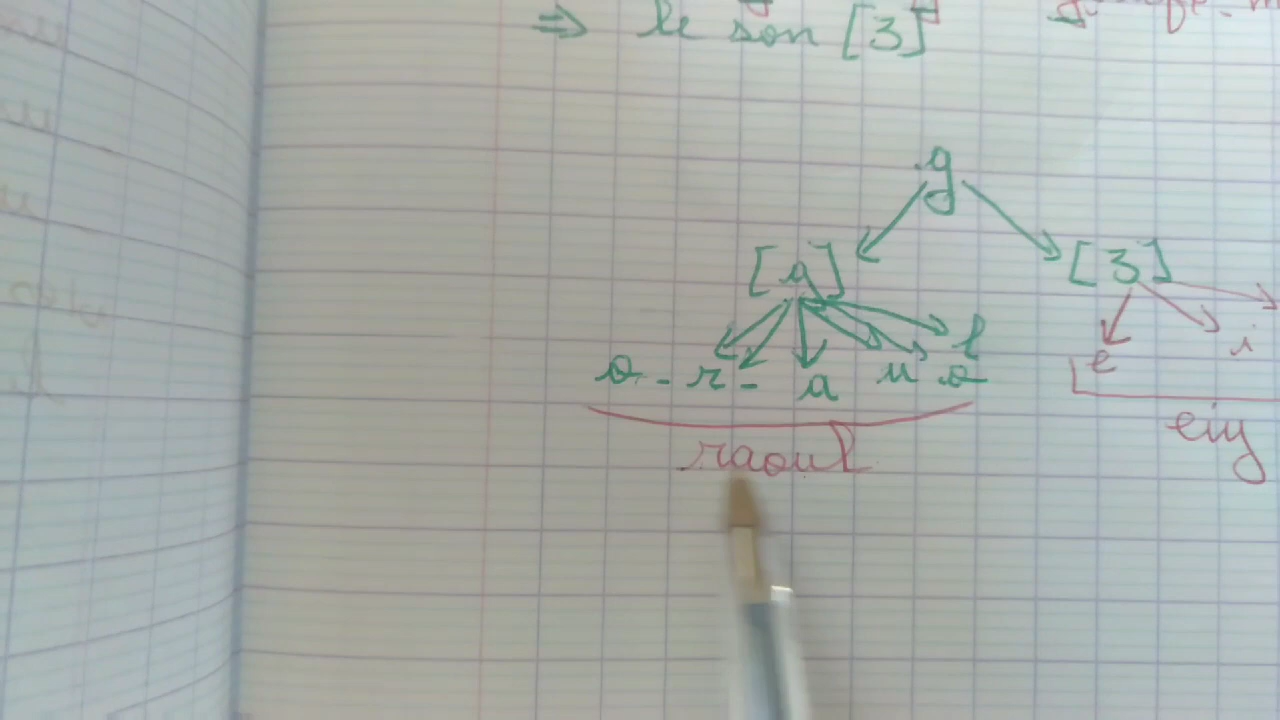 ⇒ le son [ʒ]
g
[g] [ʒ]
l
e i
o - r - a u o
eiy
raoul